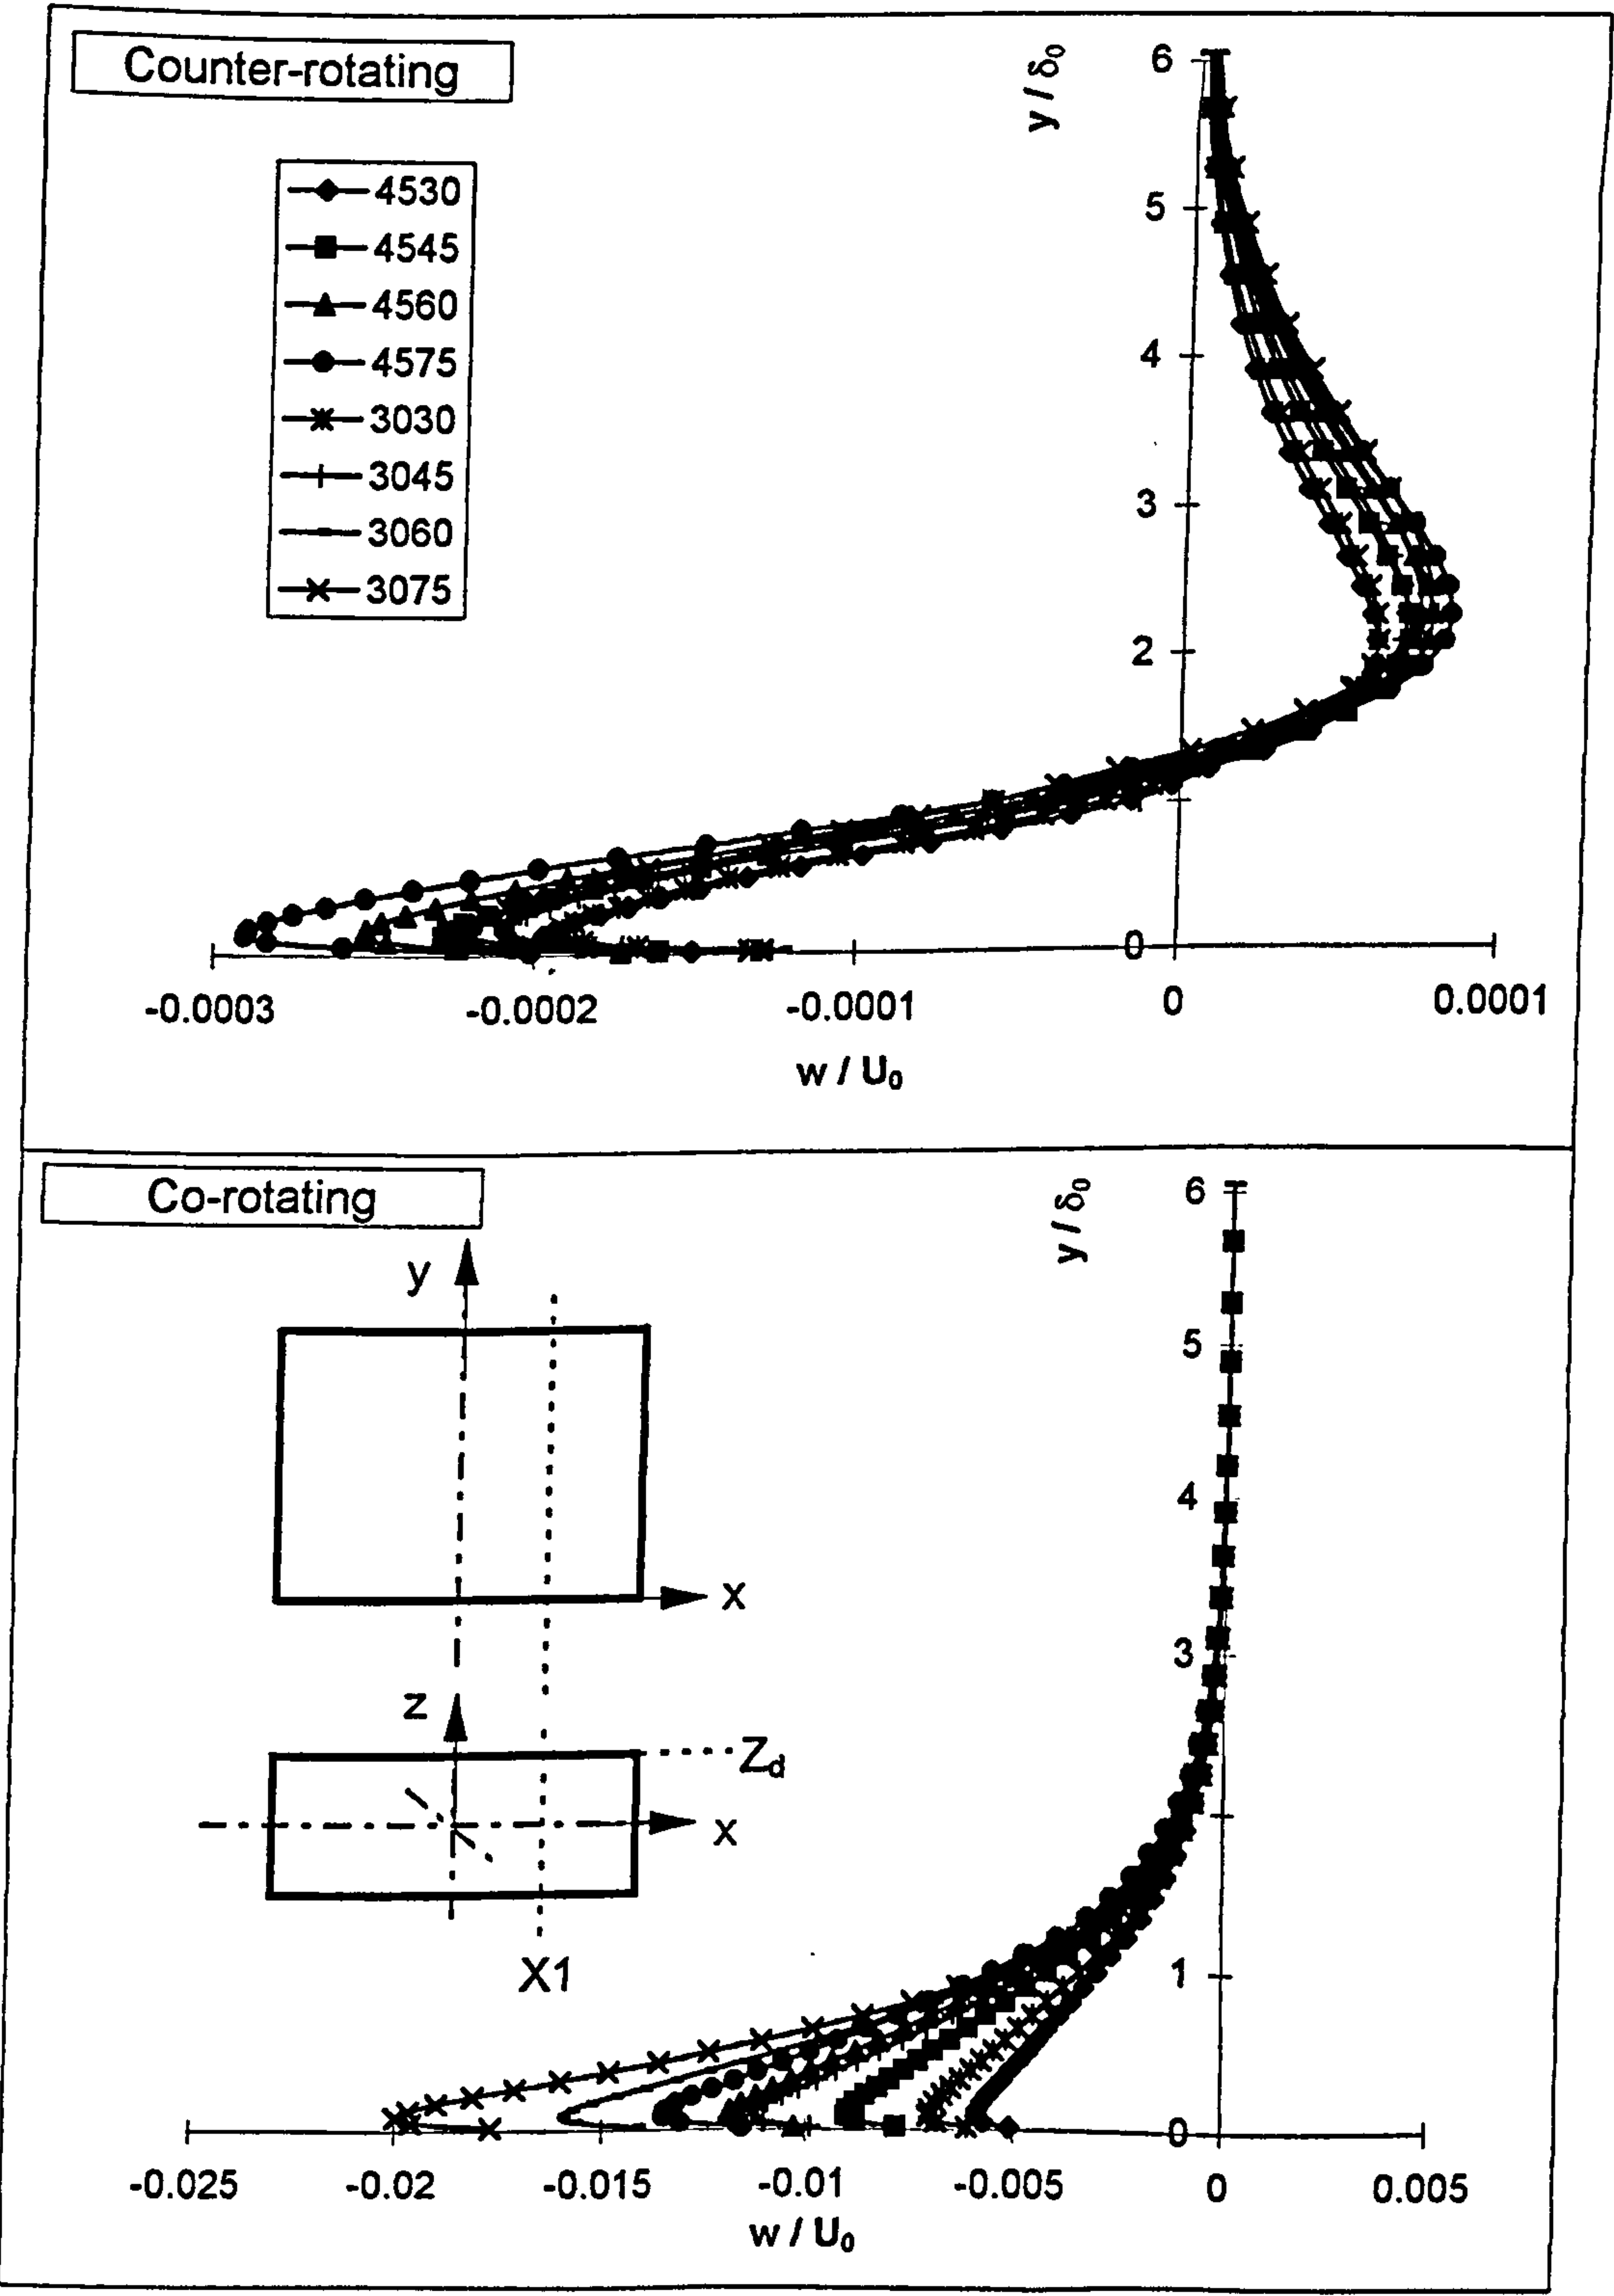 Counter-rotating
y / δ₀
6
5
4
3
2
0
4530
4545
4560
4575
3030
3045
3060
3075
-0.0003 -0.0002 -0.0001 0 0.0001
w / U₀
Co-rotating
y / δ₀
6
5
4
3
1
0
y
x
z
Zd
x
X1
-0.025 -0.02 -0.015 -0.01 -0.005 0 0.005
w / U₀